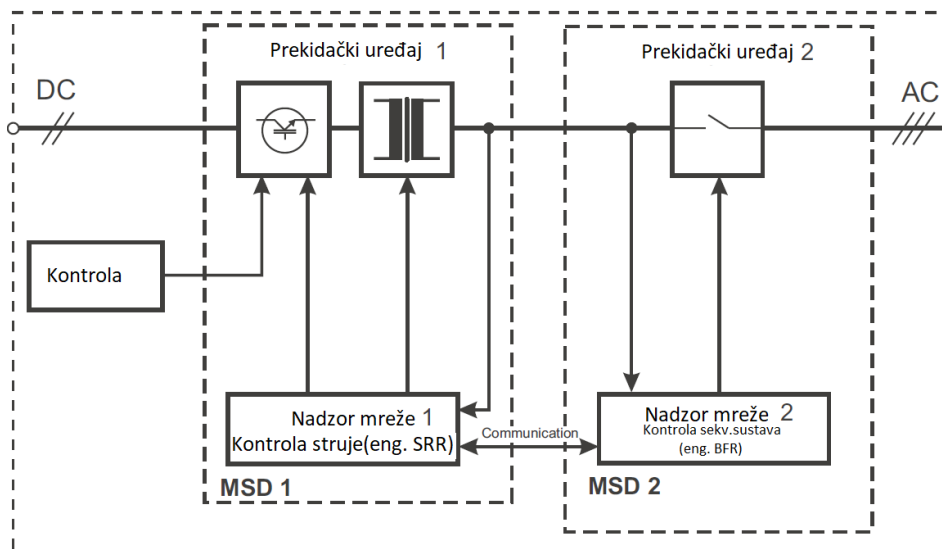 Prekidački uređaj 1
Prekidački uređaj 2
DC
AC
Kontrola
Nadzor mreže 1
Kontrola struje(eng. SRR)
Communication
Nadzor mreže 2
Kontrola sekv.sustava
(eng. BFR)
MSD 1
MSD 2